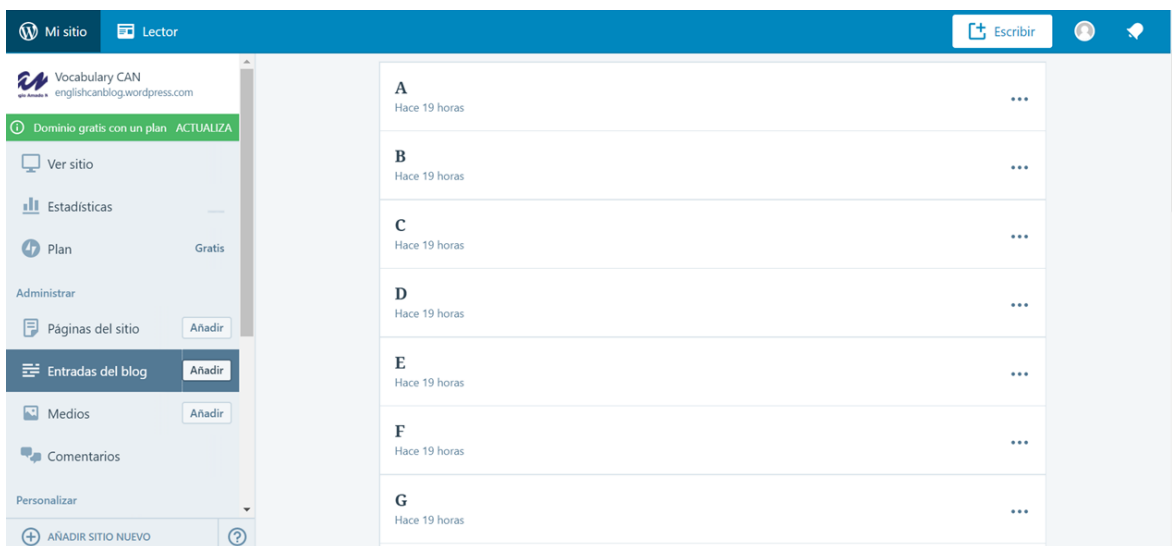 Mi sitio
Lector
Escribir
Vocabulary CAN
englishcanblog.wordpress.com
Dominio gratis con un plan ACTUALIZA
Ver sitio
Estadísticas
Plan Gratis
Administrar
Páginas del sitio Añadir
Entradas del blog Añadir
Medios Añadir
Comentarios
Personalizar
AÑADIR SITIO NUEVO
A
Hace 19 horas
B
Hace 19 horas
C
Hace 19 horas
D
Hace 19 horas
E
Hace 19 horas
F
Hace 19 horas
G
Hace 19 horas